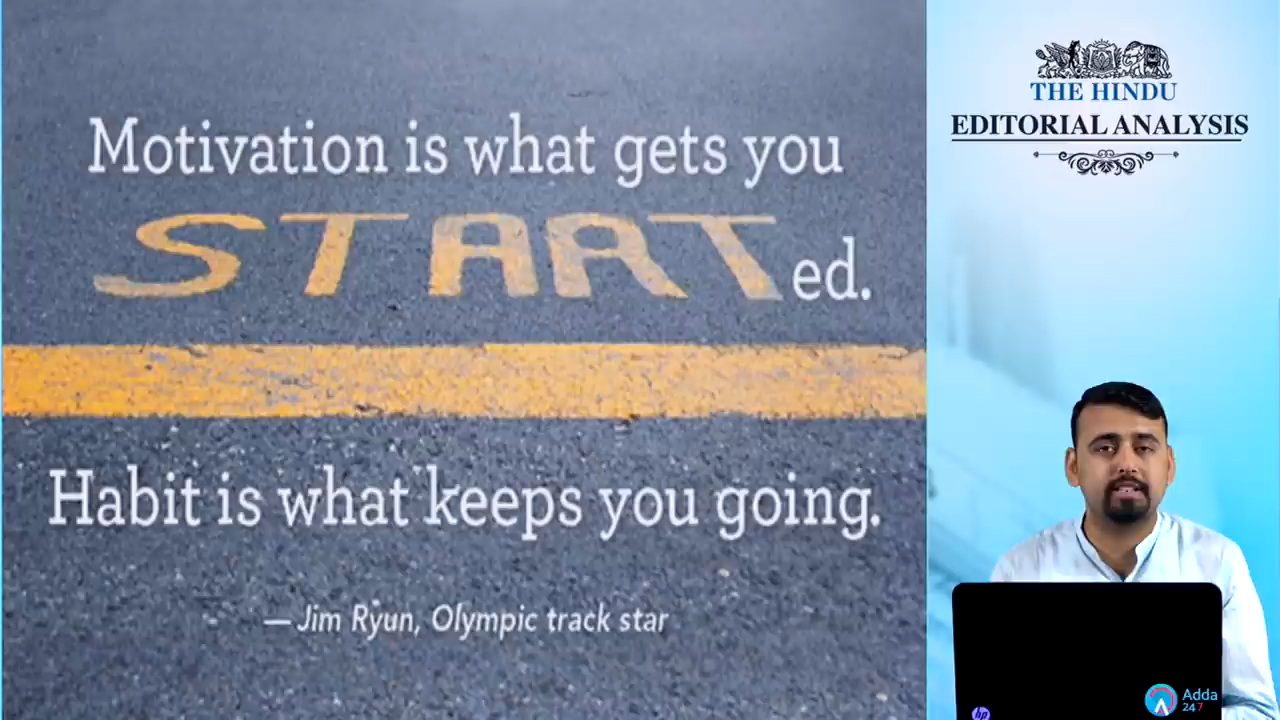 Motivation is what gets you
STARTed.
Habit is what keeps you going.
— Jim Ryun, Olympic track star
THE HINDU
EDITORIAL ANALYSIS
hp
Adda
247